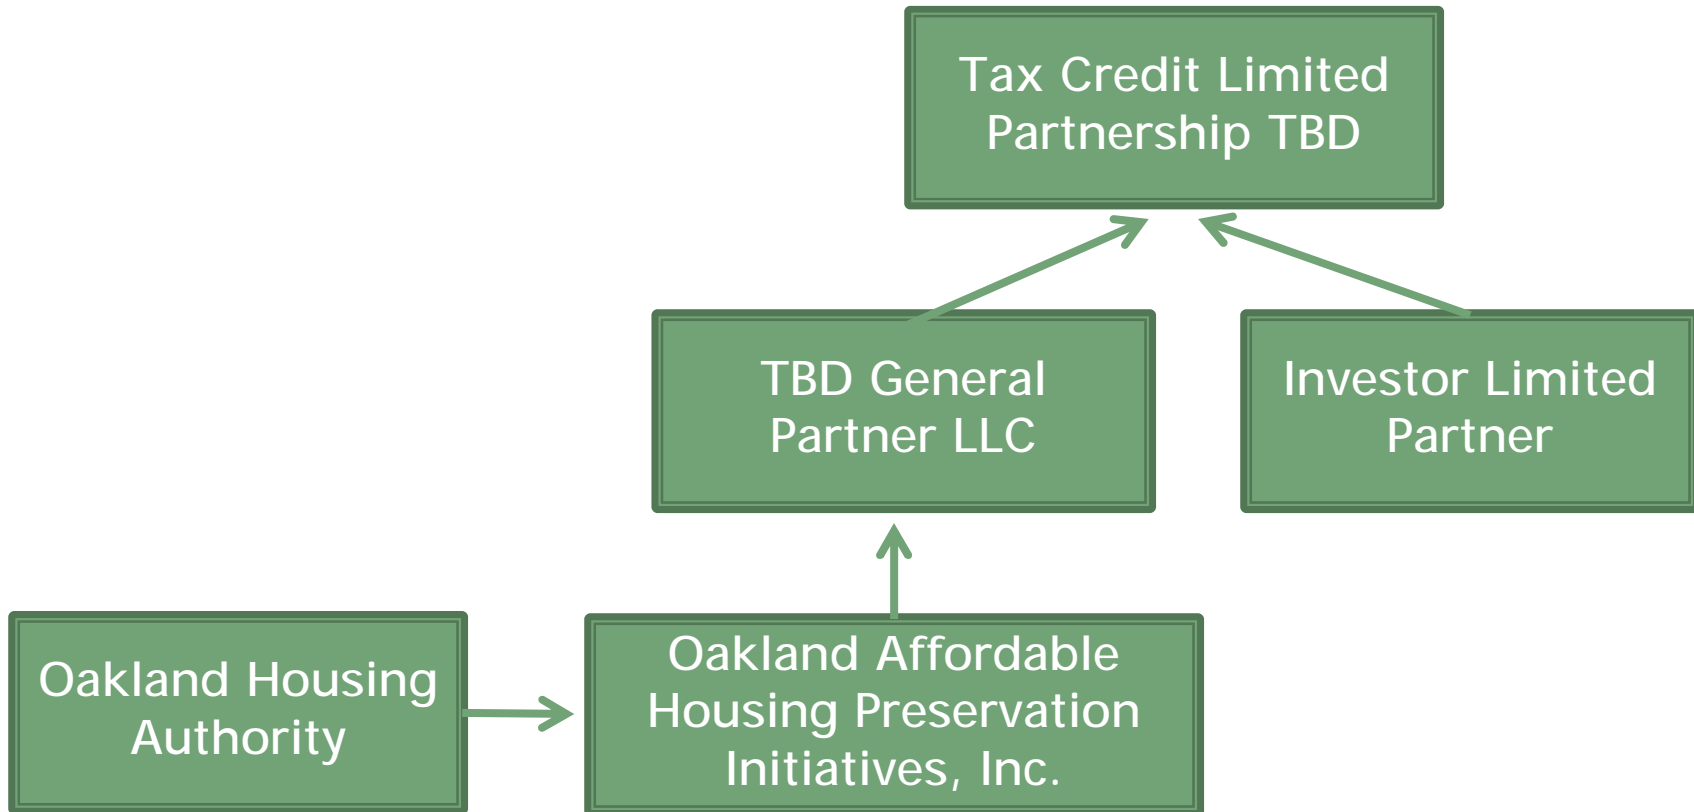 Tax Credit Limited
Partnership TBD
TBD General
Partner LLC
Investor Limited
Partner
Oakland Housing
Authority
Oakland Affordable
Housing Preservation
Initiatives, Inc.